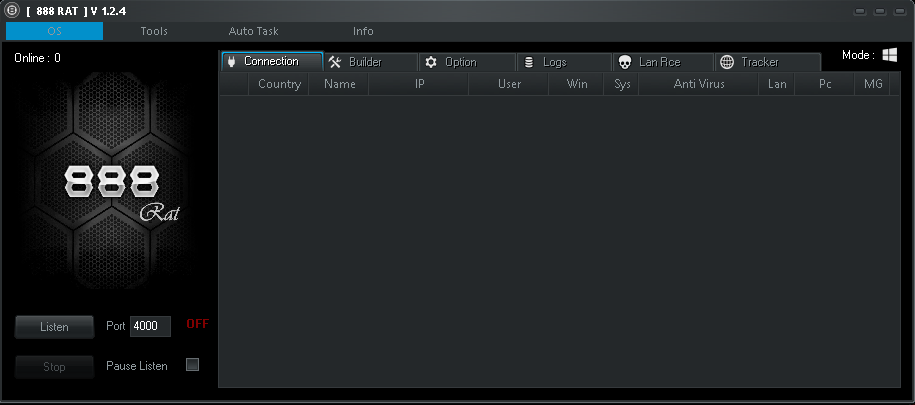 [ 888 RAT ] V 1.2.4
OS Tools Auto Task Info
Online : 0
Connection Builder Option Logs Lan Rce Tracker Mode :
Country Name IP User Win Sys Anti Virus Lan Pc MG
888
Rat
Listen Port 4000 OFF
Stop Pause Listen